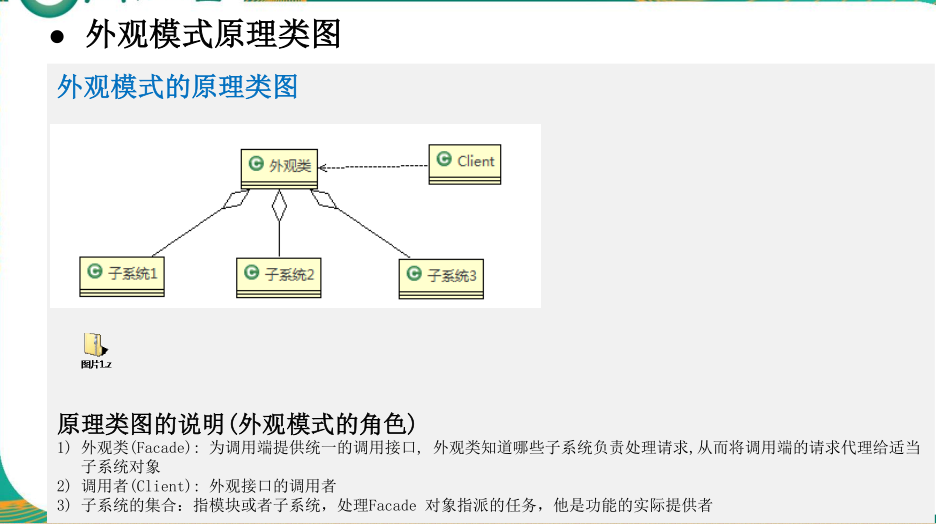 ● 外观模式原理类图
外观模式的原理类图
外观类
Client
子系统1
子系统2
子系统3
图片1.z
原理类图的说明(外观模式的角色)
1) 外观类(Facade): 为调用端提供统一的调用接口, 外观类知道哪些子系统负责处理请求,从而将调用端的请求代理给适当
子系统对象
2) 调用者(Client): 外观接口的调用者
3) 子系统的集合：指模块或者子系统，处理Facade 对象指派的任务，他是功能的实际提供者